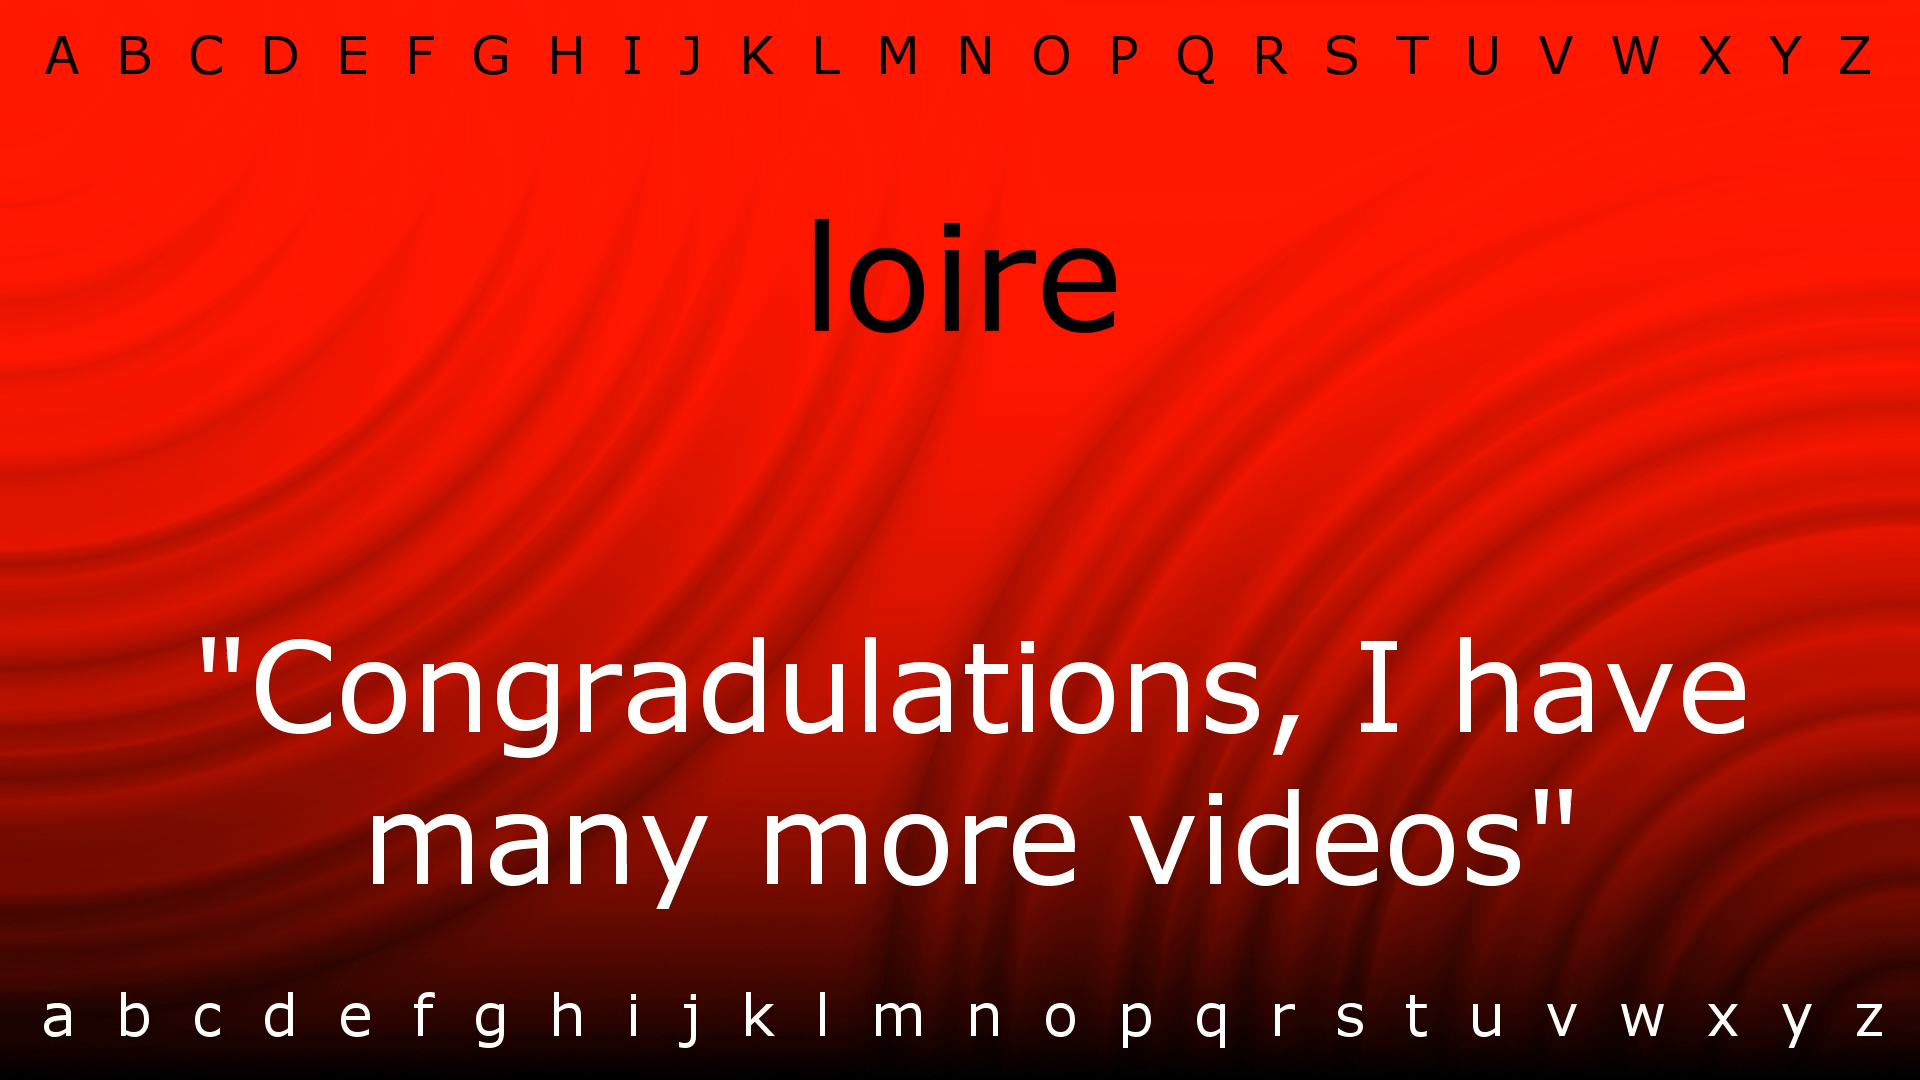 A B C D E F G H I J K L M N O P Q R S T U V W X Y Z
loire
"Congradulations, I have
many more videos"
a b c d e f g h i j k l m n o p q r s t u v w x y z